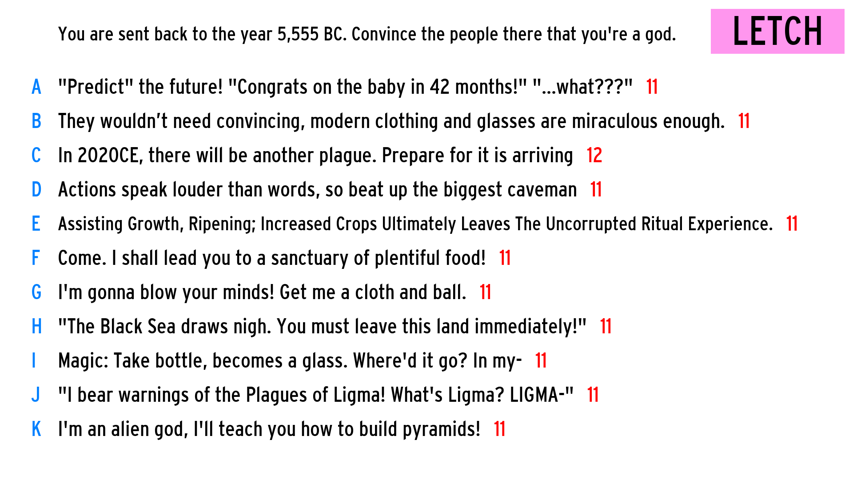 You are sent back to the year 5,555 BC. Convince the people there that you're a god.
LETCH
A "Predict" the future! "Congrats on the baby in 42 months!" "...what???" 11
B They wouldn’t need convincing, modern clothing and glasses are miraculous enough. 11
C In 2020CE, there will be another plague. Prepare for it is arriving 12
D Actions speak louder than words, so beat up the biggest caveman 11
E Assisting Growth, Ripening; Increased Crops Ultimately Leaves The Uncorrupted Ritual Experience. 11
F Come. I shall lead you to a sanctuary of plentiful food! 11
G I'm gonna blow your minds! Get me a cloth and ball. 11
H "The Black Sea draws nigh. You must leave this land immediately!" 11
I Magic: Take bottle, becomes a glass. Where'd it go? In my- 11
J "I bear warnings of the Plagues of Ligma! What's Ligma? LIGMA-" 11
K I'm an alien god, I'll teach you how to build pyramids! 11